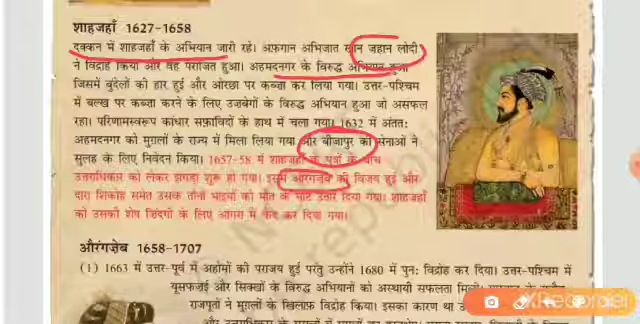 शाहजहाँ 1627-1658
दक्कन में शाहजहाँ के अभियान जारी रहे। अफ़गान अभिजात खान जहान लोदी
ने विद्रोह किया और वह पराजित हुआ। अहमदनगर के विरुद्ध अभियान हुआ
जिसमें बुंदेलों की हार हुई और ओरछा पर कब्ज़ा कर लिया गया। उत्तर-पश्चिम
में बल्ख पर कब्ज़ा करने के लिए उज़बेगों के विरुद्ध अभियान हुआ जो असफल
रहा। परिणामस्वरूप कांधार सफ़ाविदों के हाथ में चला गया। 1632 में अंततः
अहमदनगर को मुग़लों के राज्य में मिला लिया गया और बीजापुर की सेनाओं ने
सुलह के लिए निवेदन किया। 1657-58 में शाहजहाँ के पुत्रों के बीच
उत्तराधिकार को लेकर झगड़ा शुरू हो गया। इसमें औरंगज़ेब की विजय हुई और
दारा शिकोह समेत उसके तीनों भाइयों को मौत के घाट उतार दिया गया। शाहजहाँ
को उसकी शेष ज़िंदगी के लिए आगरा में कैद कर दिया गया।
औरंगज़ेब 1658-1707
(1) 1663 में उत्तर-पूर्व में अहोमों की पराजय हुई परंतु उन्होंने 1680 में पुनः विद्रोह कर दिया। उत्तर-पश्चिम में
यूसफज़ई और सिक्खों के विरुद्ध अभियानों को अस्थायी सफलता
राजपूतों ने मुग़लों के खिलाफ़ विद्रोह किया। इसका कारण था